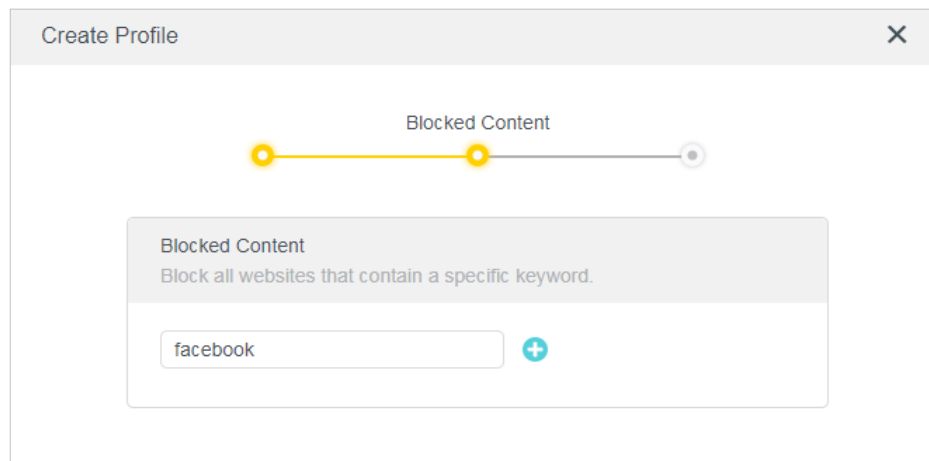 Create Profile
Blocked Content
Blocked Content
Block all websites that contain a specific keyword.
facebook